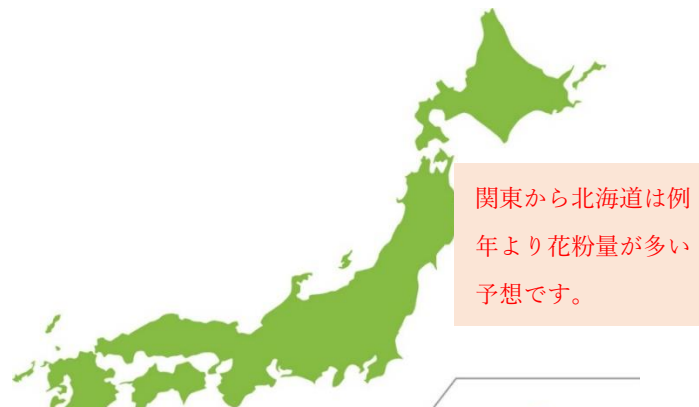 関東から北海道は例
年より花粉量が多い
予想です。